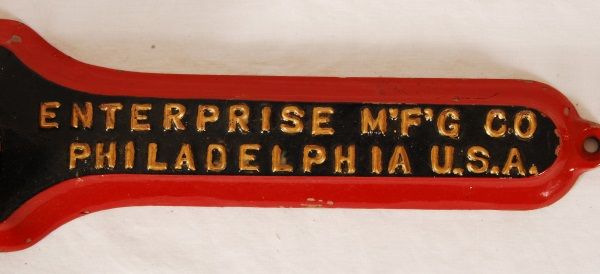 ENTERPRISE M'F'G CO
PHILADELPHIA U.S.A.